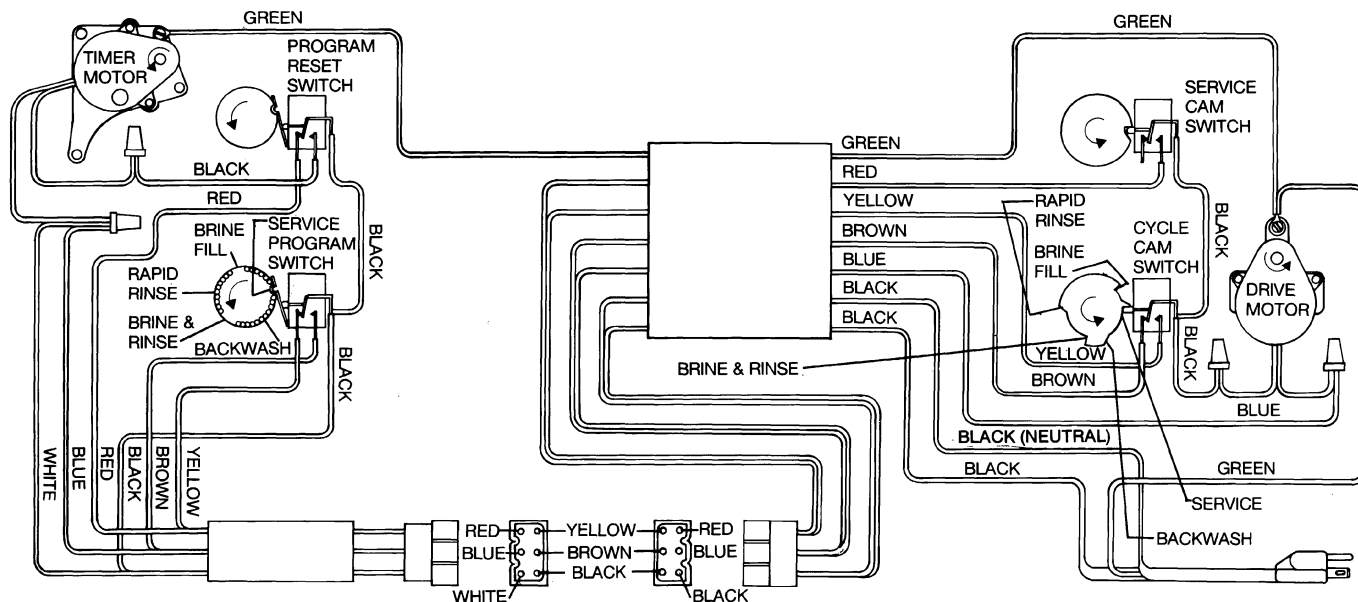 GREEN
TIMER
MOTOR
PROGRAM
RESET
SWITCH
BLACK
RED
BRINE
FILL
SERVICE
PROGRAM
SWITCH
BLACK
RAPID
RINSE
BRINE &
RINSE
BACKWASH
BLACK
WHITE
BLUE
RED
BLACK
BROWN
YELLOW
RED
YELLOW
RED
BLUE
BROWN
BLUE
BLACK
WHITE
BLACK
GREEN
SERVICE
CAM
SWITCH
GREEN
RED
YELLOW
BROWN
BLUE
BLACK
BLACK
RAPID
RINSE
BRINE
FILL
CYCLE
CAM
SWITCH
BLACK
DRIVE
MOTOR
BRINE & RINSE
YELLOW
BROWN
BLACK
BLUE
BLACK (NEUTRAL)
BLACK
GREEN
SERVICE
BACKWASH